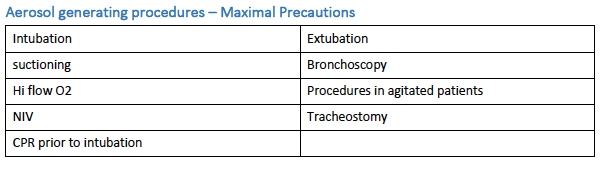 Aerosol generating procedures – Maximal Precautions
Intubation Extubation
suctioning Bronchoscopy
Hi flow O2 Procedures in agitated patients
NIV Tracheostomy
CPR prior to intubation